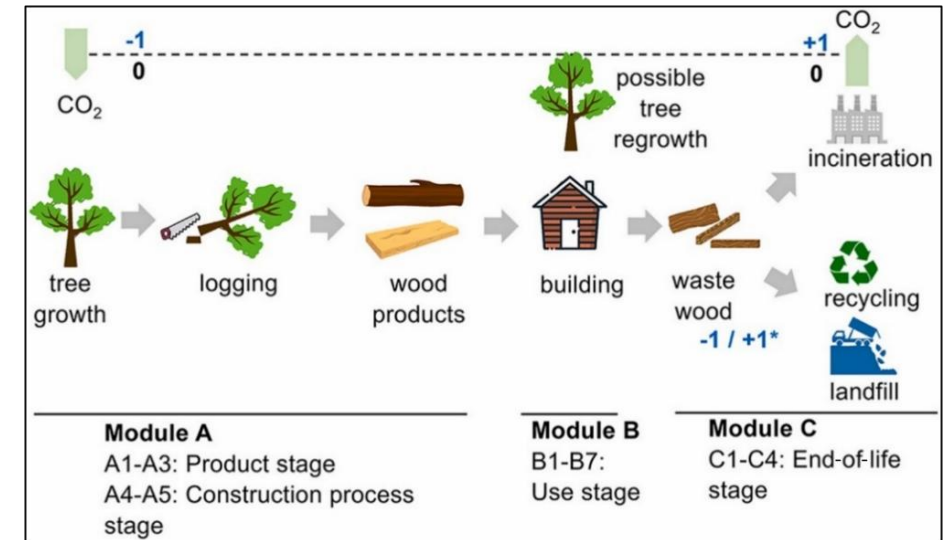 -1
0
CO₂
CO₂
+1
0
possible
tree
regrowth
incineration
tree
growth
logging
wood
products
building
waste
wood
-1 / +1*
recycling
landfill
Module A
A1-A3: Product stage
A4-A5: Construction process
stage
Module B
B1-B7:
Use stage
Module C
C1-C4: End-of-life
stage